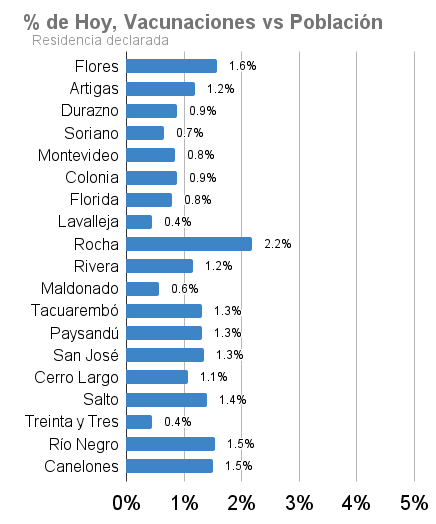 % de Hoy, Vacunaciones vs Población
Residencia declarada
Flores 1.6%
Artigas 1.2%
Durazno 0.9%
Soriano 0.7%
Montevideo 0.8%
Colonia 0.9%
Florida 0.8%
Lavalleja 0.4%
Rocha 2.2%
Rivera 1.2%
Maldonado 0.6%
Tacuarembó 1.3%
Paysandú 1.3%
San José 1.3%
Cerro Largo 1.1%
Salto 1.4%
Treinta y Tres 0.4%
Río Negro 1.5%
Canelones 1.5%
0% 1% 2% 3% 4% 5%